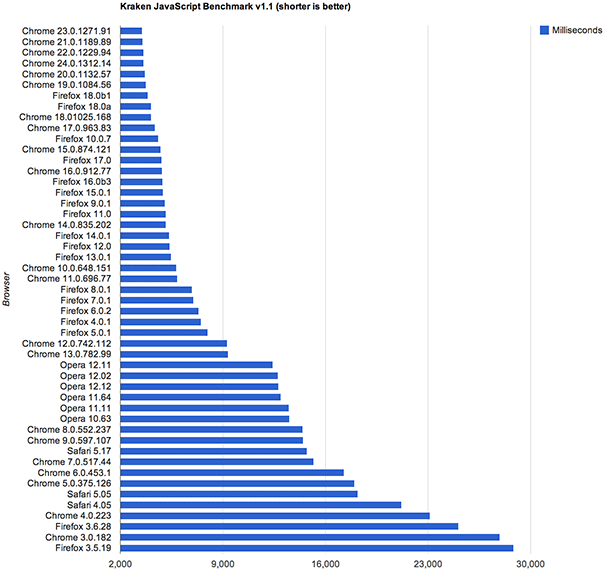 Kraken JavaScript Benchmark v1.1 (shorter is better)
Milliseconds
Browser
Chrome 23.0.1271.91
Chrome 21.0.1189.89
Chrome 22.0.1229.94
Chrome 24.0.1312.14
Chrome 20.0.1132.57
Chrome 19.0.1084.56
Firefox 18.0b1
Firefox 18.0a
Chrome 18.01025.168
Chrome 17.0.963.83
Firefox 10.0.7
Chrome 15.0.874.121
Firefox 17.0
Chrome 16.0.912.77
Firefox 16.0b3
Firefox 15.0.1
Firefox 9.0.1
Firefox 11.0
Chrome 14.0.835.202
Firefox 14.0.1
Firefox 12.0
Firefox 13.0.1
Chrome 10.0.648.151
Chrome 11.0.696.77
Firefox 8.0.1
Firefox 7.0.1
Firefox 6.0.2
Firefox 4.0.1
Firefox 5.0.1
Chrome 12.0.742.112
Chrome 13.0.782.99
Opera 12.11
Opera 12.02
Opera 12.12
Opera 11.64
Opera 11.11
Opera 10.63
Chrome 8.0.552.237
Chrome 9.0.597.107
Safari 5.17
Chrome 7.0.517.44
Chrome 6.0.453.1
Chrome 5.0.375.126
Safari 5.05
Safari 4.05
Chrome 4.0.223
Firefox 3.6.28
Chrome 3.0.182
Firefox 3.5.19
2,000 9,000 16,000 23,000 30,000